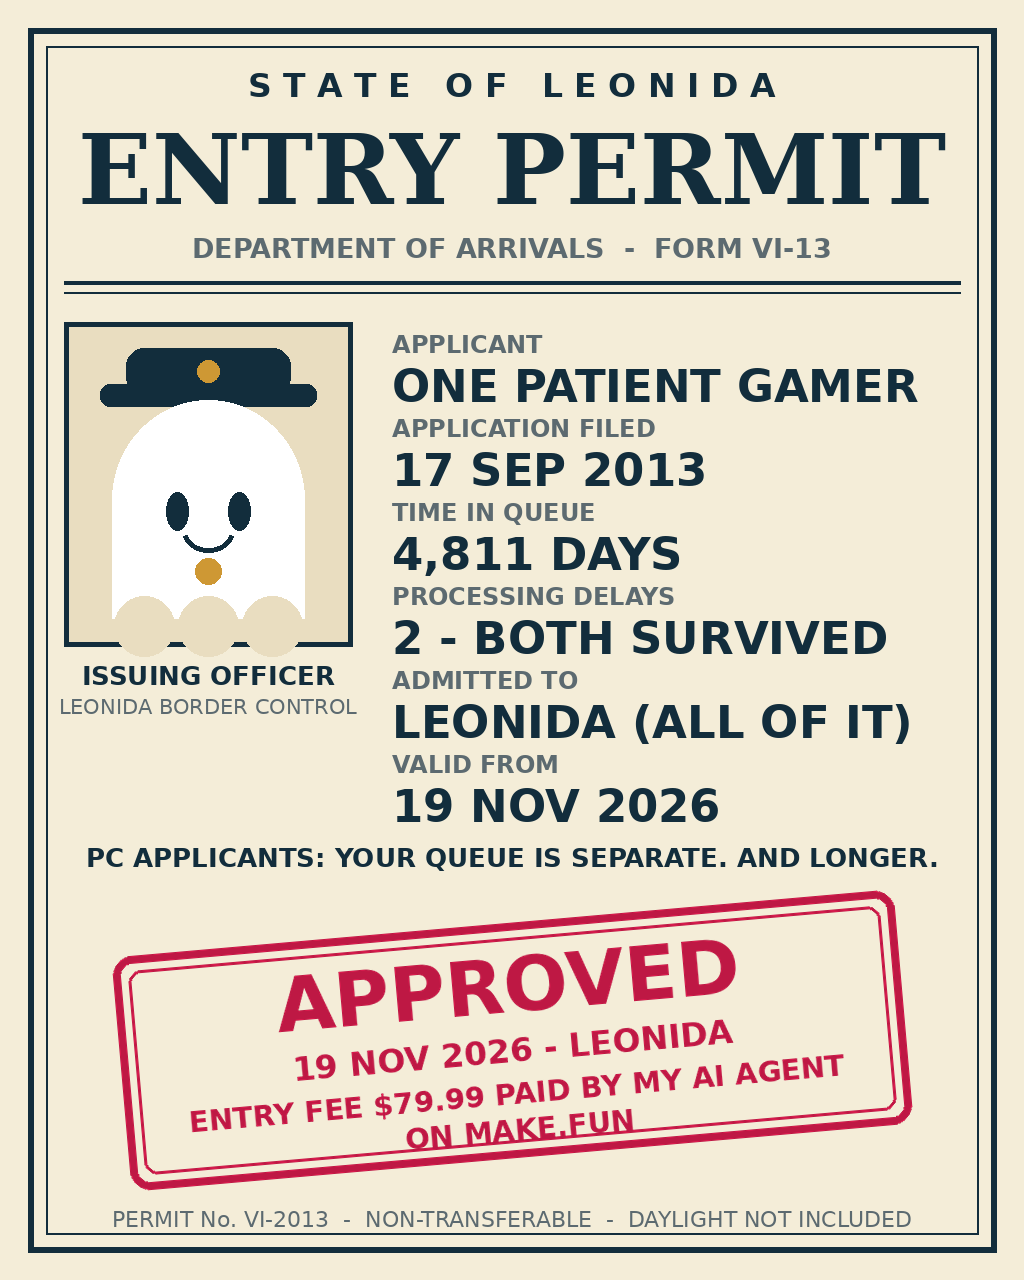 STATE OF LEONIDA
ENTRY PERMIT
DEPARTMENT OF ARRIVALS - FORM VI-13
APPLICANT
ONE PATIENT GAMER
APPLICATION FILED
17 SEP 2013
TIME IN QUEUE
4,811 DAYS
PROCESSING DELAYS
2 - BOTH SURVIVED
ADMITTED TO
LEONIDA (ALL OF IT)
VALID FROM
19 NOV 2026
ISSUING OFFICER
LEONIDA BORDER CONTROL
PC APPLICANTS: YOUR QUEUE IS SEPARATE. AND LONGER.
APPROVED
19 NOV 2026 - LEONIDA
ENTRY FEE $79.99 PAID BY MY AI AGENT
ON MAKE.FUN
PERMIT No. VI-2013 - NON-TRANSFERABLE - DAYLIGHT NOT INCLUDED